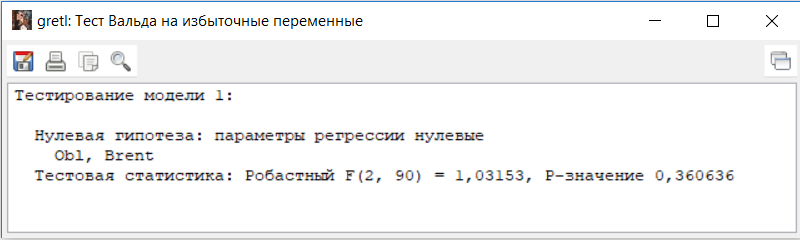 gretl: Тест Вальда на избыточные переменные
Тестирование модели 1:
Нулевая гипотеза: параметры регрессии нулевые
Obl, Brent
Тестовая статистика: Робастный F(2, 90) = 1,03153, P-значение 0,360636